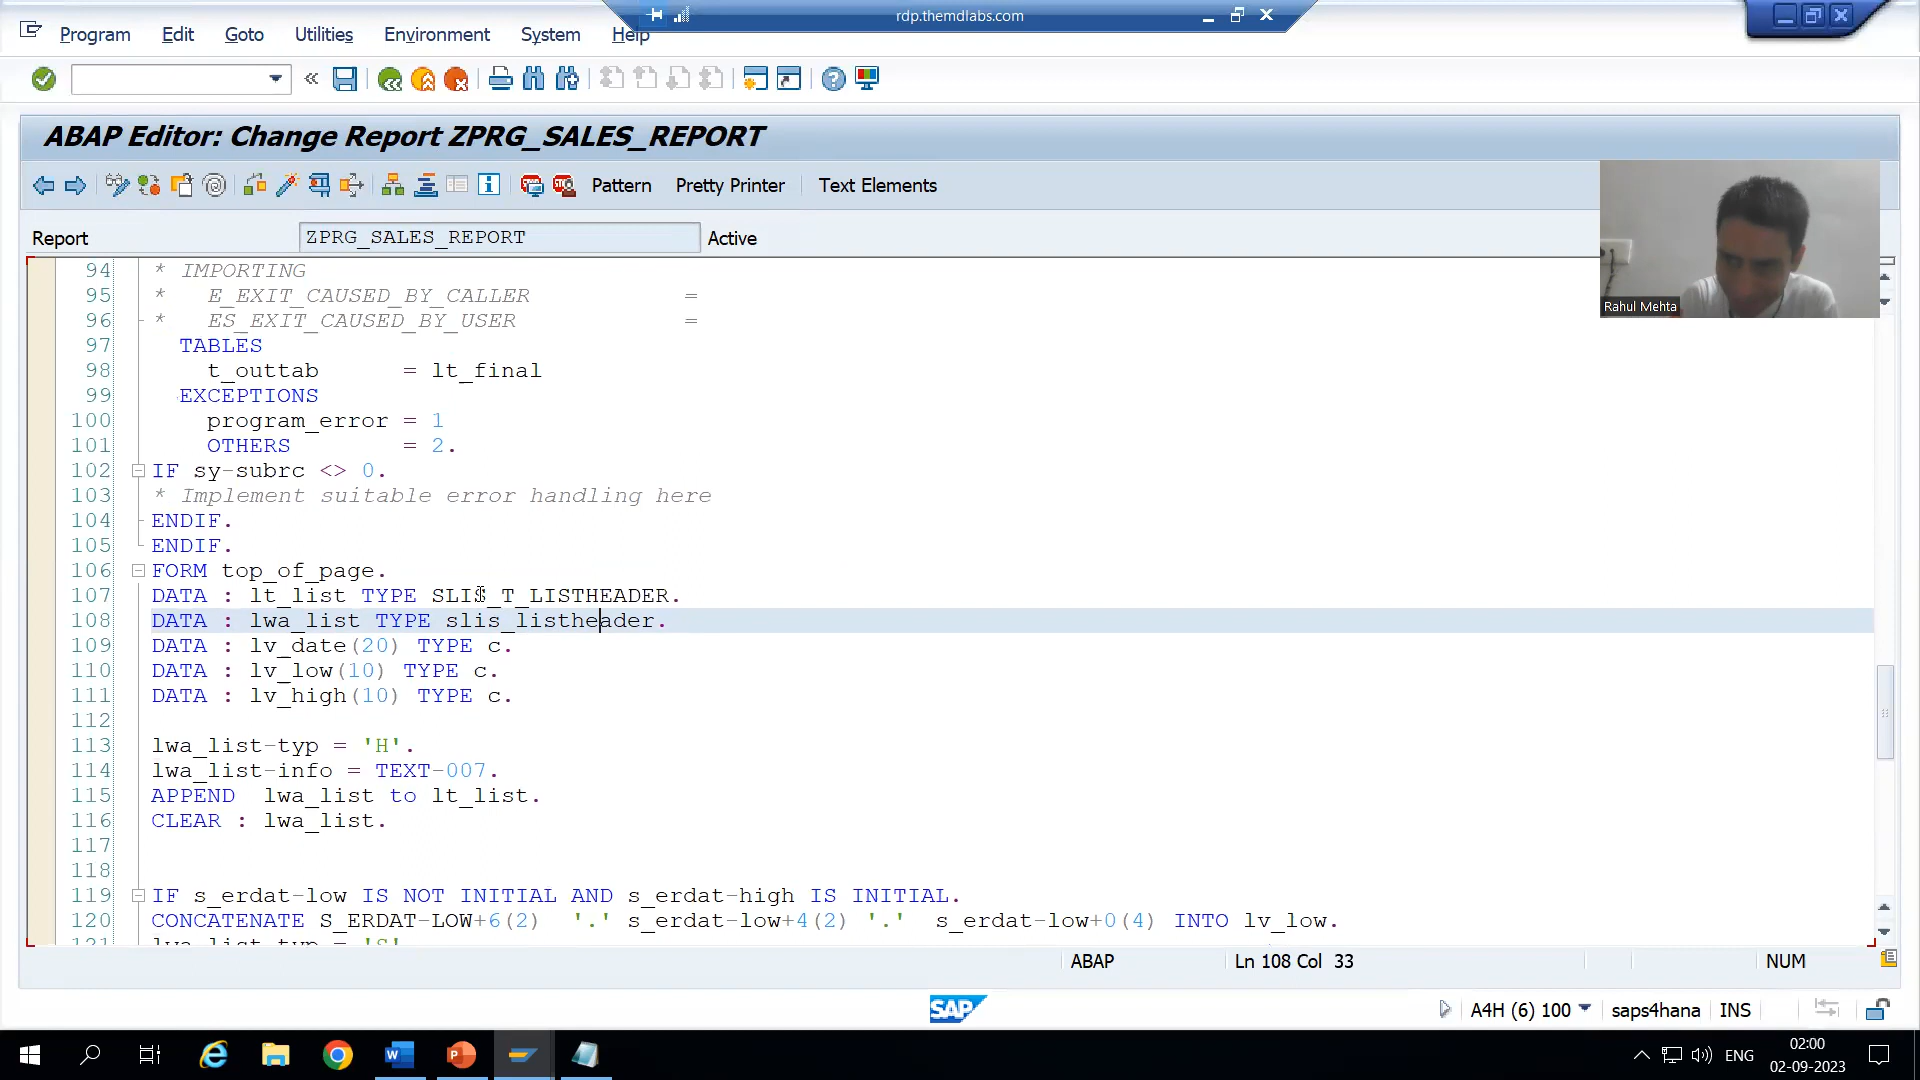 rdp.themdlabs.com
Program Edit Goto Utilities Environment System Help
ABAP Editor: Change Report ZPRG_SALES_REPORT
Pattern Pretty Printer Text Elements
Report ZPRG_SALES_REPORT Active
94 * IMPORTING
95 * E_EXIT_CAUSED_BY_CALLER =
96 * ES_EXIT_CAUSED_BY_USER =
97 TABLES
98 t_outtab = lt_final
99 EXCEPTIONS
100 program_error = 1
101 OTHERS = 2.
102 IF sy-subrc <> 0.
103 * Implement suitable error handling here
104 ENDIF.
105 ENDIF.
106 FORM top_of_page.
107 DATA : lt_list TYPE SLIS_T_LISTHEADER.
108 DATA : lwa_list TYPE slis_listheader.
109 DATA : lv_date(20) TYPE c.
110 DATA : lv_low(10) TYPE c.
111 DATA : lv_high(10) TYPE c.
112
113 lwa_list-typ = 'H'.
114 lwa_list-info = TEXT-007.
115 APPEND lwa_list to lt_list.
116 CLEAR : lwa_list.
117
118
119 IF s_erdat-low IS NOT INITIAL AND s_erdat-high IS INITIAL.
120 CONCATENATE S_ERDAT-LOW+6(2) '.' s_erdat-low+4(2) '.' s_erdat-low+0(4) INTO lv_low.
121 lwa_list-typ = 'S'
Rahul Mehta
ABAP Ln 108 Col 33 NUM
SAP A4H (6) 100 saps4hana INS
ENG 02:00
02-09-2023